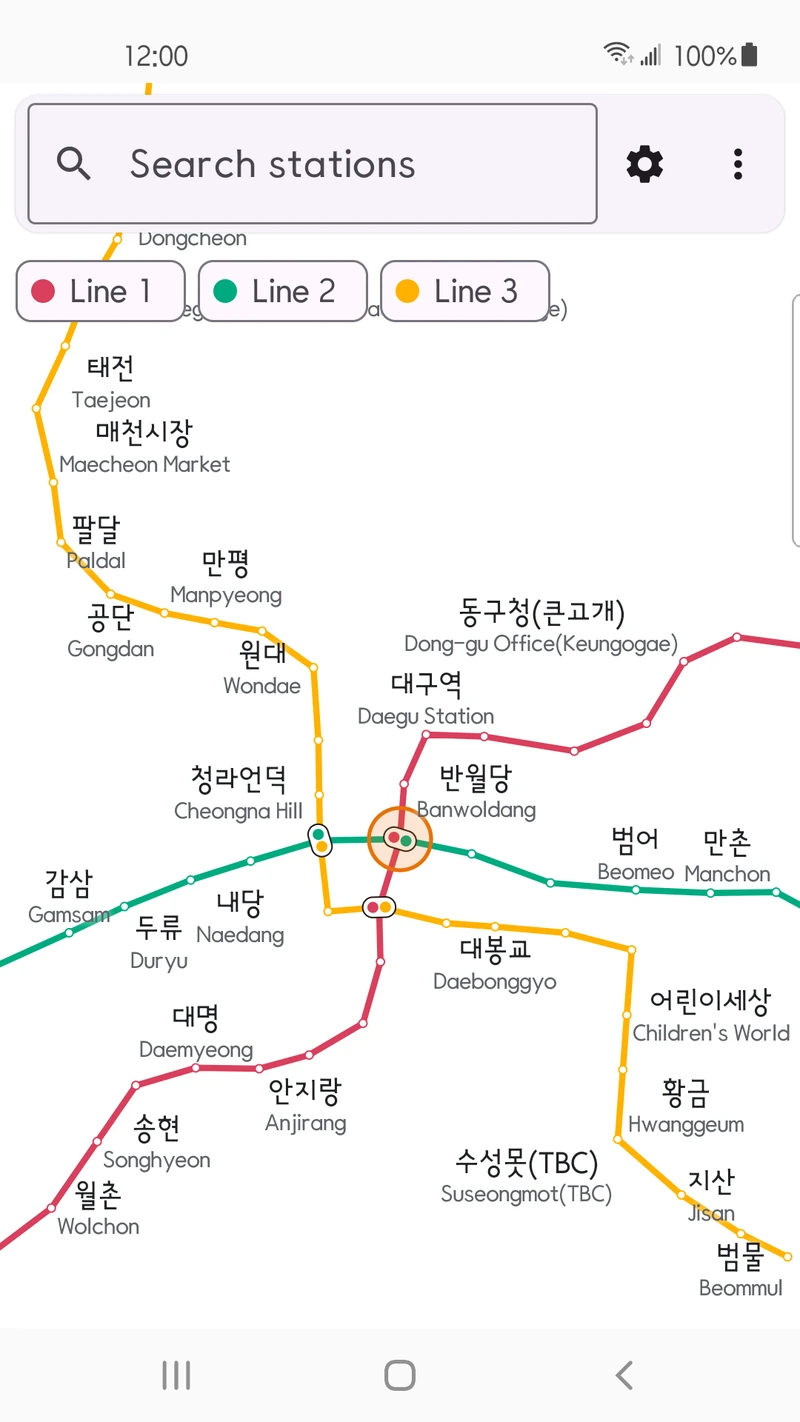 12:00
100%
Search stations
Dongcheon
Line 1
Line 2
Line 3
태전
Taejeon
매천시장
Maecheon Market
팔달
Paldal
만평
Manpyeong
공단
Gongdan
동구청(큰고개)
Dong-gu Office(Keungogae)
원대
Wondae
대구역
Daegu Station
청라언덕
Cheongna Hill
반월당
Banwoldang
범어
Beomeo
만촌
Manchon
감삼
Gamsam
내당
Naedang
두류
Duryu
대봉교
Daebonggyo
어린이세상
Children's World
대명
Daemyeong
안지랑
Anjirang
황금
Hwanggeum
송현
Songhyeon
수성못(TBC)
Suseongmot(TBC)
지산
Jisan
월촌
Wolchon
범물
Beommul